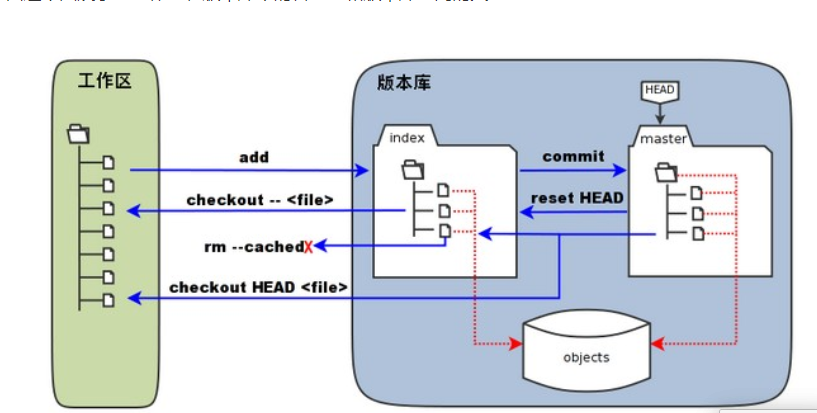 工作区
版本库
HEAD
index
master
add
commit
checkout -- <file>
reset HEAD
rm --cached
X
checkout HEAD <file>
objects